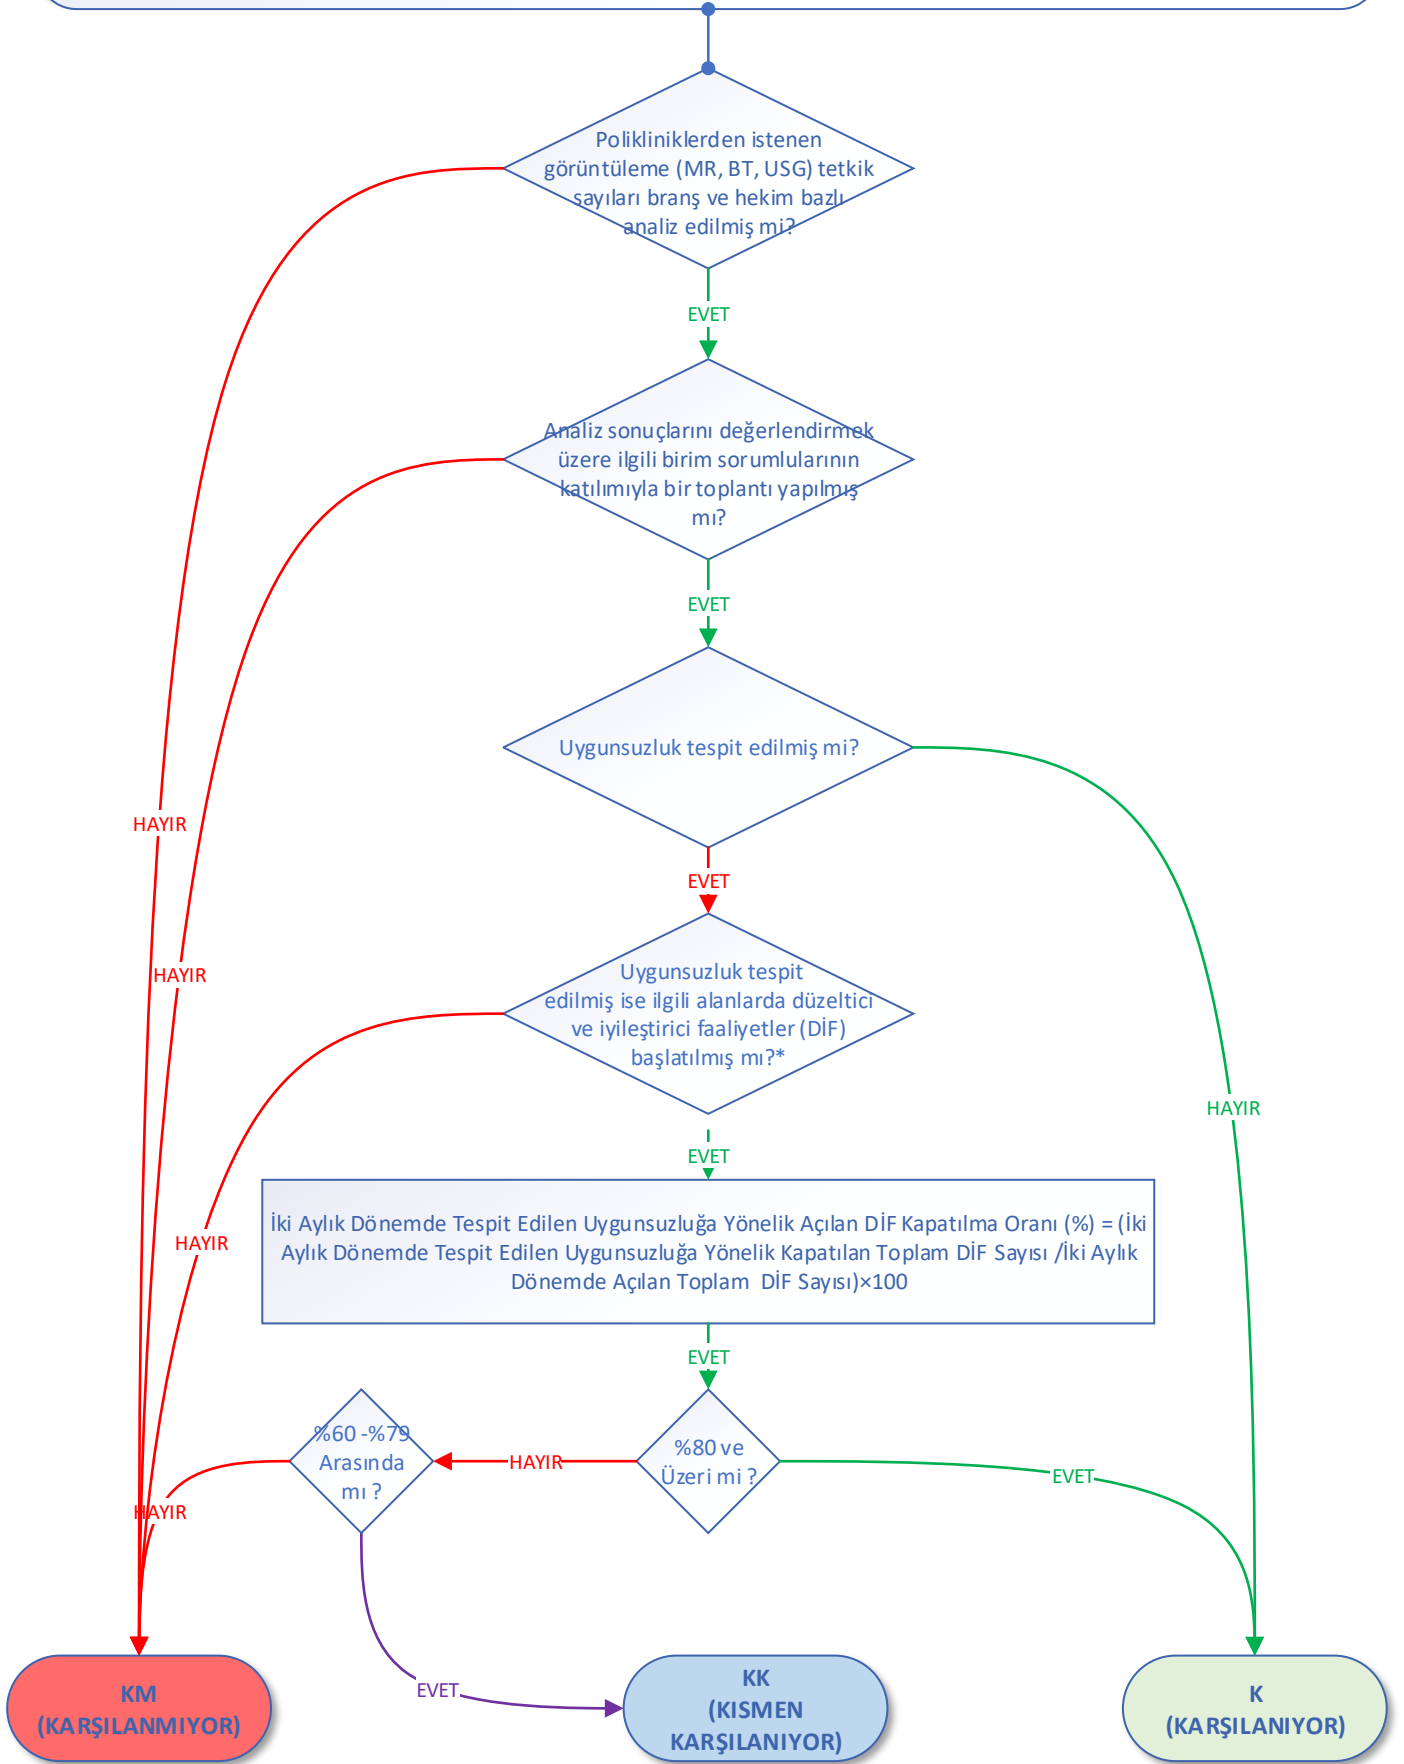 Polikliniklerden istenen
görüntüleme (MR, BT, USG) tetkik
sayıları branş ve hekim bazlı
analiz edilmiş mi?
EVET
Analiz sonuçlarını değerlendirmek
üzere ilgili birim sorumlularının
katılımıyla bir toplantı yapılmış
mı?
EVET
Uygunsuzluk tespit edilmiş mi?
HAYIR
EVET
HAYIR
Uygunsuzluk tespit
edilmiş ise ilgili alanlarda düzeltici
ve iyileştirici faaliyetler (DİF)
başlatılmış mı?*
HAYIR
EVET
HAYIR
İki Aylık Dönemde Tespit Edilen Uygunsuzluğa Yönelik Açılan DİF Kapatılma Oranı (%) = (İki
Aylık Dönemde Tespit Edilen Uygunsuzluğa Yönelik Kapatılan Toplam DİF Sayısı /İki Aylık
Dönemde Açılan Toplam DİF Sayısı)×100
EVET
%60 -%79
Arasında
mı ?
HAYIR
%80 ve
Üzeri mi ?
EVET
HAYIR
EVET
KM
(KARŞILANMIYOR)
KK
(KISMEN
KARŞILANIYOR)
K
(KARŞILANIYOR)